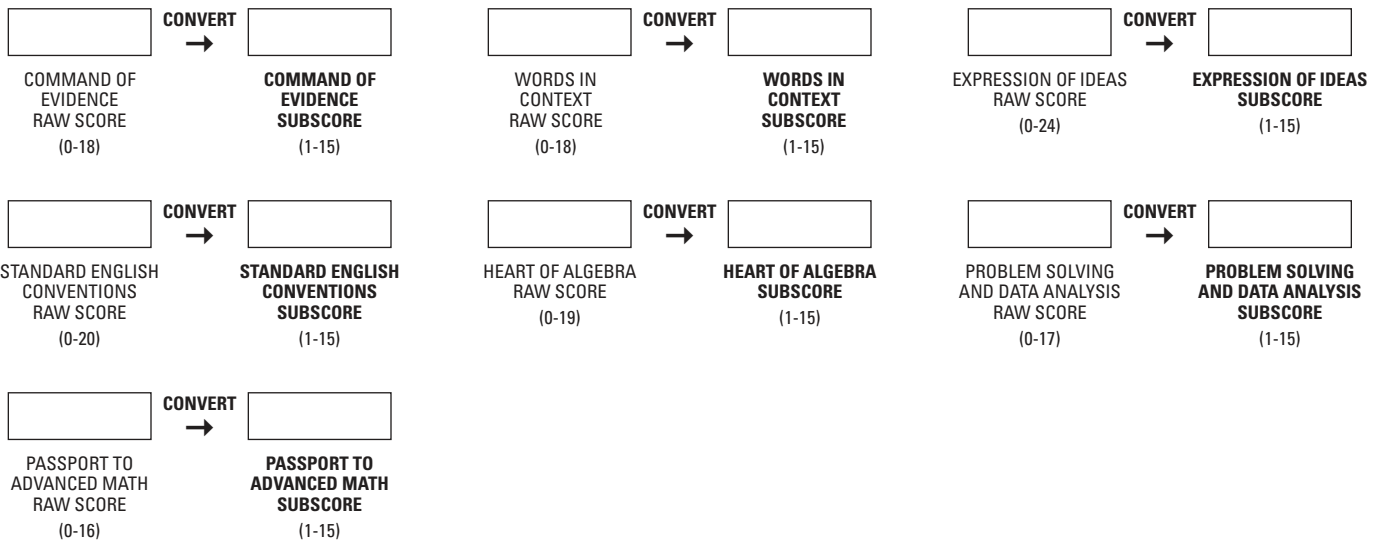 CONVERT
→
COMMAND OF
EVIDENCE
RAW SCORE
(0-18)
COMMAND OF
EVIDENCE
SUBSCORE
(1-15)
CONVERT
→
WORDS IN
CONTEXT
RAW SCORE
(0-18)
WORDS IN
CONTEXT
SUBSCORE
(1-15)
CONVERT
→
EXPRESSION OF IDEAS
RAW SCORE
(0-24)
EXPRESSION OF IDEAS
SUBSCORE
(1-15)
CONVERT
→
STANDARD ENGLISH
CONVENTIONS
RAW SCORE
(0-20)
STANDARD ENGLISH
CONVENTIONS
SUBSCORE
(1-15)
CONVERT
→
HEART OF ALGEBRA
RAW SCORE
(0-19)
HEART OF ALGEBRA
SUBSCORE
(1-15)
CONVERT
→
PROBLEM SOLVING
AND DATA ANALYSIS
RAW SCORE
(0-17)
PROBLEM SOLVING
AND DATA ANALYSIS
SUBSCORE
(1-15)
CONVERT
→
PASSPORT TO
ADVANCED MATH
RAW SCORE
(0-16)
PASSPORT TO
ADVANCED MATH
SUBSCORE
(1-15)